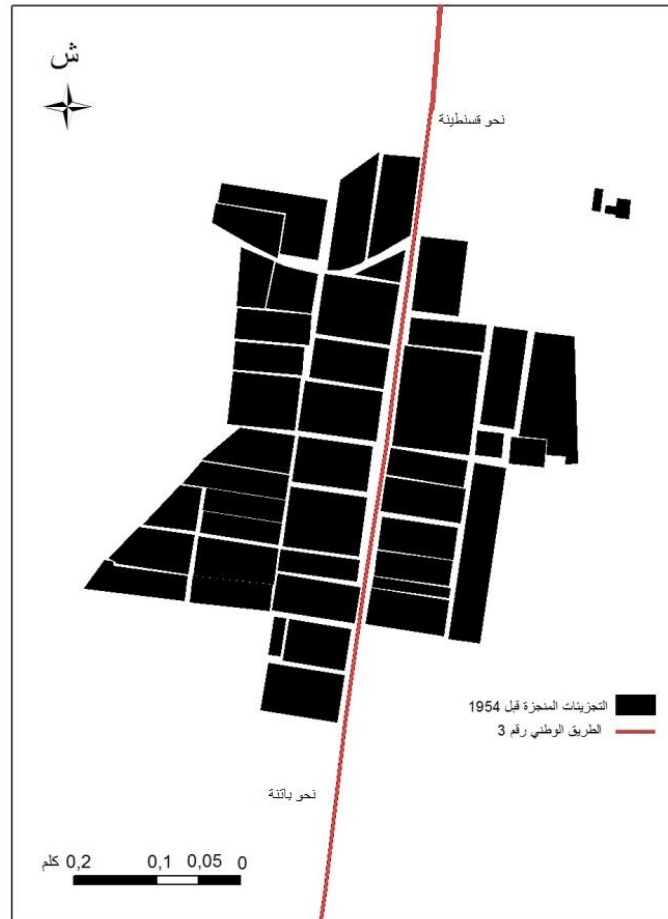 ش
نحو قسنطينة
التجزيئات المنجزة قبل 1954
الطريق الوطني رقم 3
نحو باتنة
كلم 0,2 0,1 0,05 0